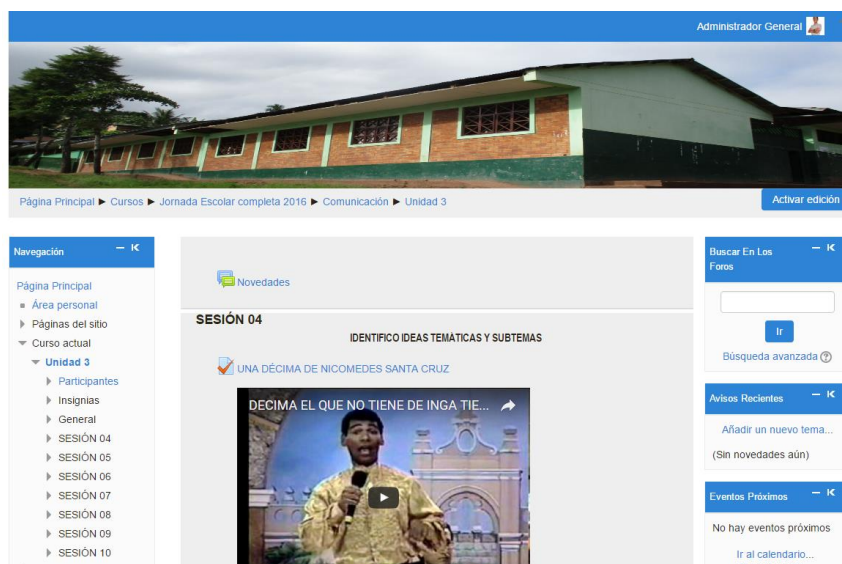 Administrador General
Página Principal ► Cursos ► Jornada Escolar completa 2016 ► Comunicación ► Unidad 3
Activar edición
Navegación
Página Principal
Área personal
Páginas del sitio
Curso actual
Unidad 3
Participantes
Insignias
General
SESIÓN 04
SESIÓN 05
SESIÓN 06
SESIÓN 07
SESIÓN 08
SESIÓN 09
SESIÓN 10
Novedades
SESIÓN 04
IDENTIFICO IDEAS TEMÁTICAS Y SUBTEMAS
UNA DÉCIMA DE NICOMEDES SANTA CRUZ
DECIMA EL QUE NO TIENE DE INGA TIE...
Buscar En Los
Foros
Ir
Búsqueda avanzada
Avisos Recientes
Añadir un nuevo tema...
(Sin novedades aún)
Eventos Próximos
No hay eventos próximos
Ir al calendario...